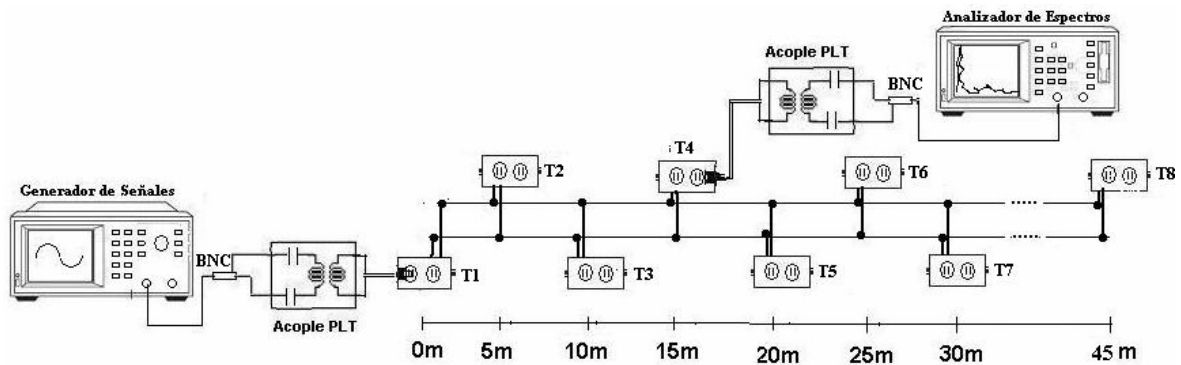 Analizador de Espectros
Acople PLT
BNC
T4
T2
T6
T8
Generador de Señales
BNC
T1
T3
T5
T7
Acople PLT
0m 5m 10m 15m 20m 25m 30m 45 m